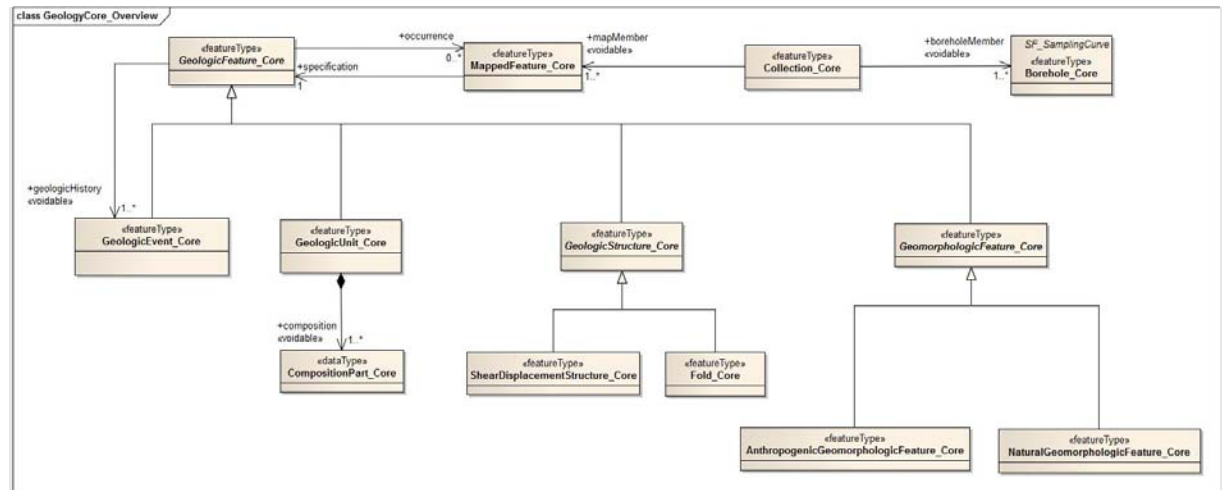 class GeologyCore_Overview
«featureType»
GeologicFeature_Core
+occurrence
0..*
+specification
1
«featureType»
MappedFeature_Core
+mapMember
«voidable»
1..*
«featureType»
Collection_Core
+boreholeMember
«voidable»
1..*
SF_SamplingCurve
«featureType»
Borehole_Core
+geologicHistory
«voidable»
1..*
«featureType»
GeologicEvent_Core
«featureType»
GeologicUnit_Core
«featureType»
GeologicStructure_Core
«featureType»
GeomorphologicFeature_Core
+composition
«voidable»
1..*
«dataType»
CompositionPart_Core
«featureType»
ShearDisplacementStructure_Core
«featureType»
Fold_Core
«featureType»
AnthropogenicGeomorphologicFeature_Core
«featureType»
NaturalGeomorphologicFeature_Core